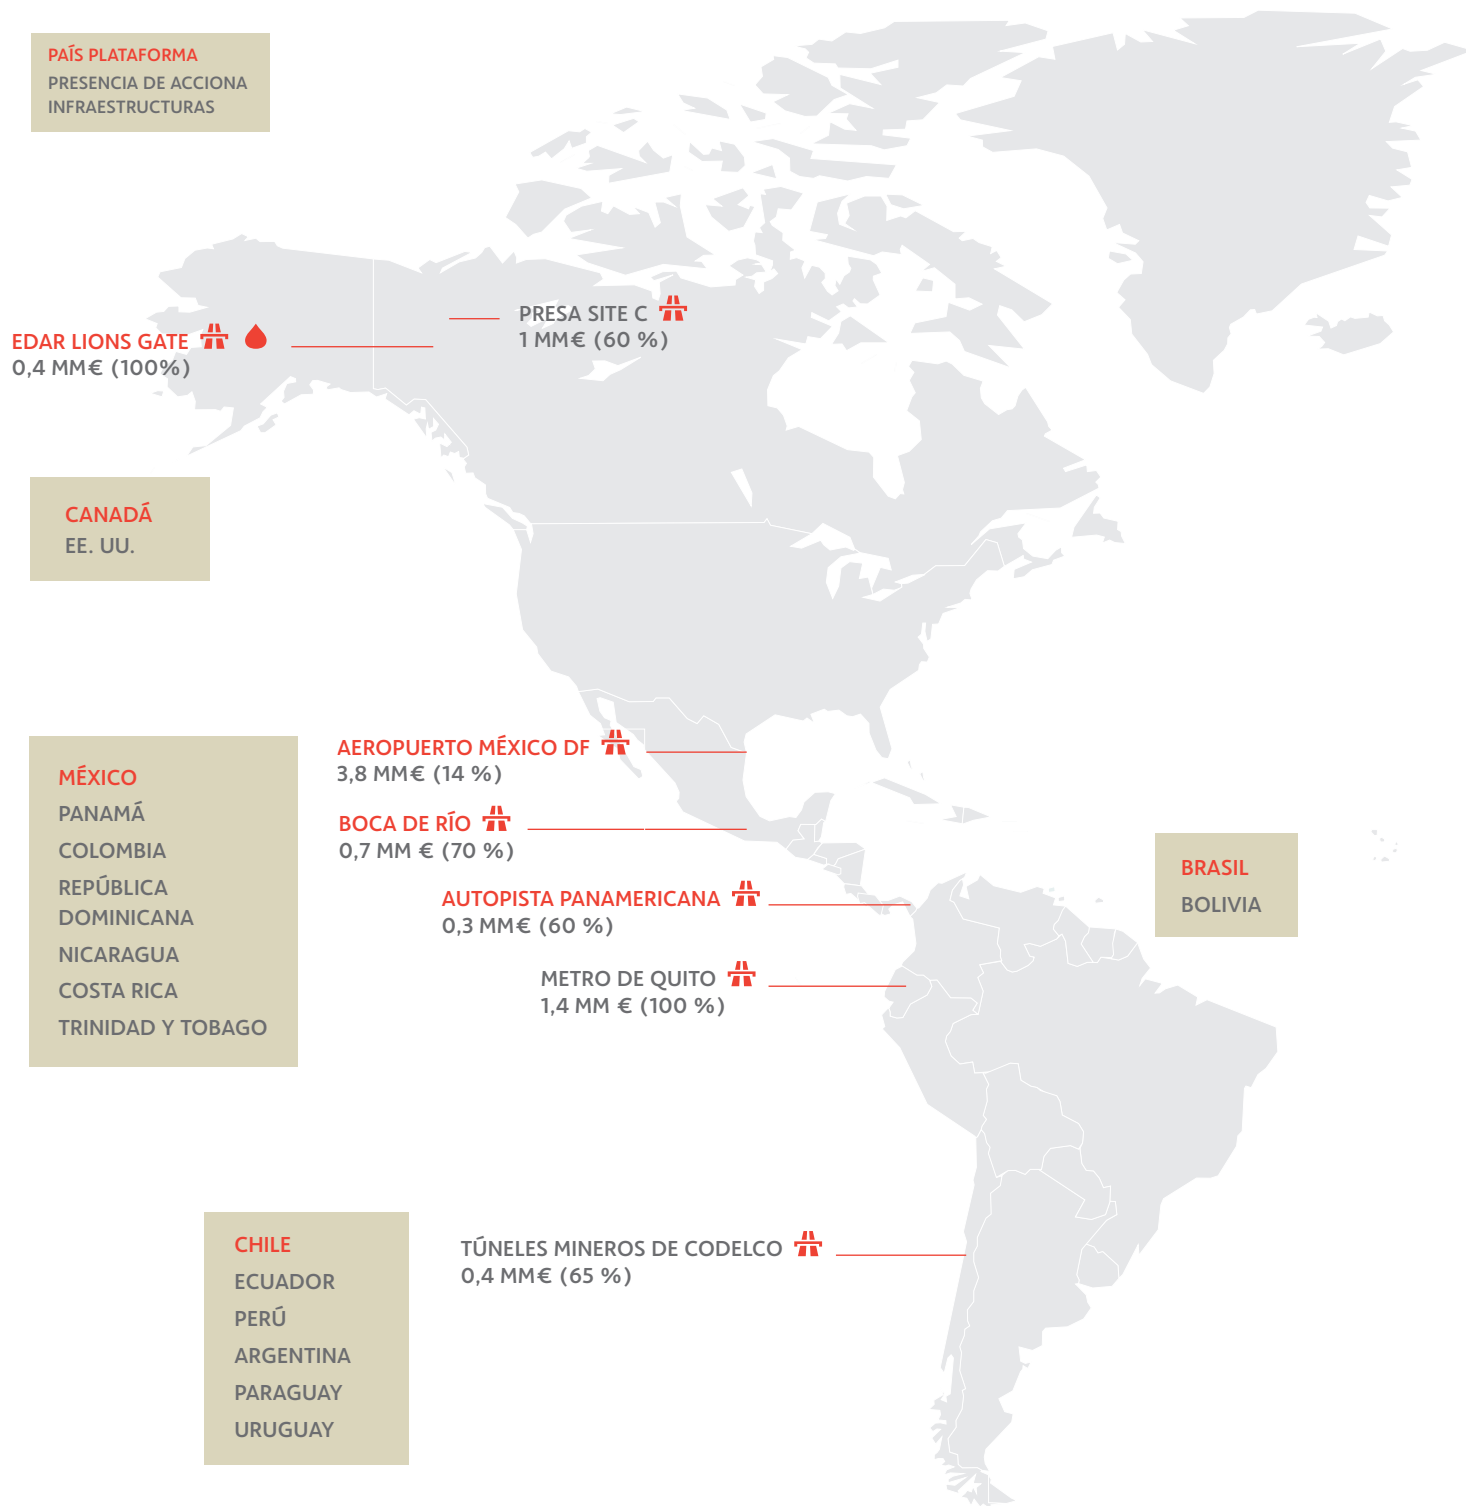 PAÍS PLATAFORMA
PRESENCIA DE ACCIONA
INFRAESTRUCTURAS
PRESA SITE C
1 MM€ (60 %)
EDAR LIONS GATE
0,4 MM€ (100%)
CANADÁ
EE. UU.
MÉXICO
PANAMÁ
COLOMBIA
REPÚBLICA
DOMINICANA
NICARAGUA
COSTA RICA
TRINIDAD Y TOBAGO
AEROPUERTO MÉXICO DF
3,8 MM€ (14 %)
BOCA DE RÍO
0,7 MM € (70 %)
AUTOPISTA PANAMERICANA
0,3 MM€ (60 %)
METRO DE QUITO
1,4 MM € (100 %)
BRASIL
BOLIVIA
CHILE
ECUADOR
PERÚ
ARGENTINA
PARAGUAY
URUGUAY
TÚNELES MINEROS DE CODELCO
0,4 MM€ (65 %)